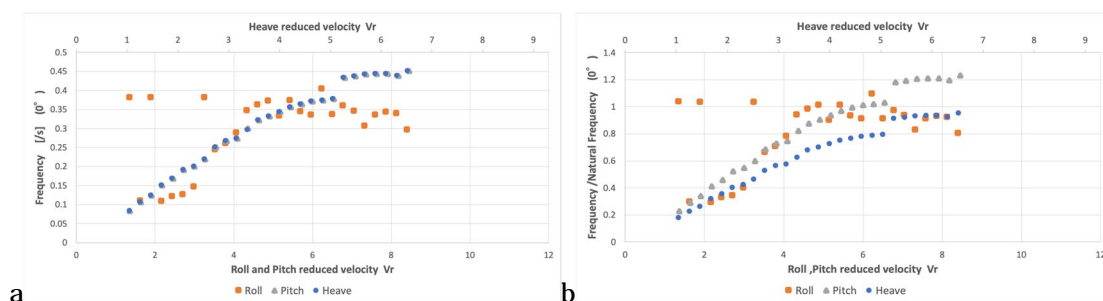 Heave reduced velocity Vr
0 1 2 3 4 5 6 7 8 9
Frequency [/s] (0°)
0.5
0.45
0.4
0.35
0.3
0.25
0.2
0.15
0.1
0.05
0
2 4 6 8 10 12
Roll and Pitch reduced velocity Vr
Roll Pitch Heave
a
Heave reduced velocity Vr
0 1 2 3 4 5 6 7 8 9
Frequency /Natural Frequency (0°)
1.4
1.2
1
0.8
0.6
0.4
0.2
0
0 2 4 6 8 10 12
Roll ,Pitch reduced velocity Vr
Roll Pitch Heave
b